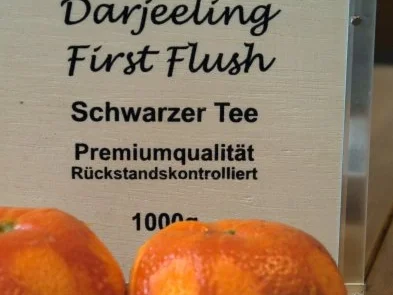 Darjeeling
First Flush
Schwarzer Tee
Premiumqualität
Rückstandskontrolliert
1000g